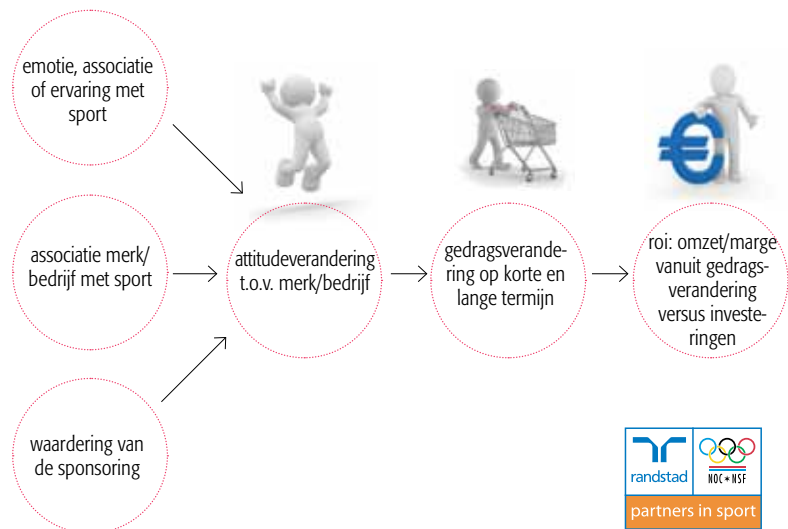 emotie, associatie
of ervaring met
sport
associatie merk/
bedrijf met sport
waardering van
de sponsoring
attitudeverandering
t.o.v. merk/bedrijf
gedragsverande-
ring op korte en
lange termijn
roi: omzet/marge
vanuit gedrags-
verandering
versus investe-
ringen
€
randstad
NOC*NSF
partners in sport